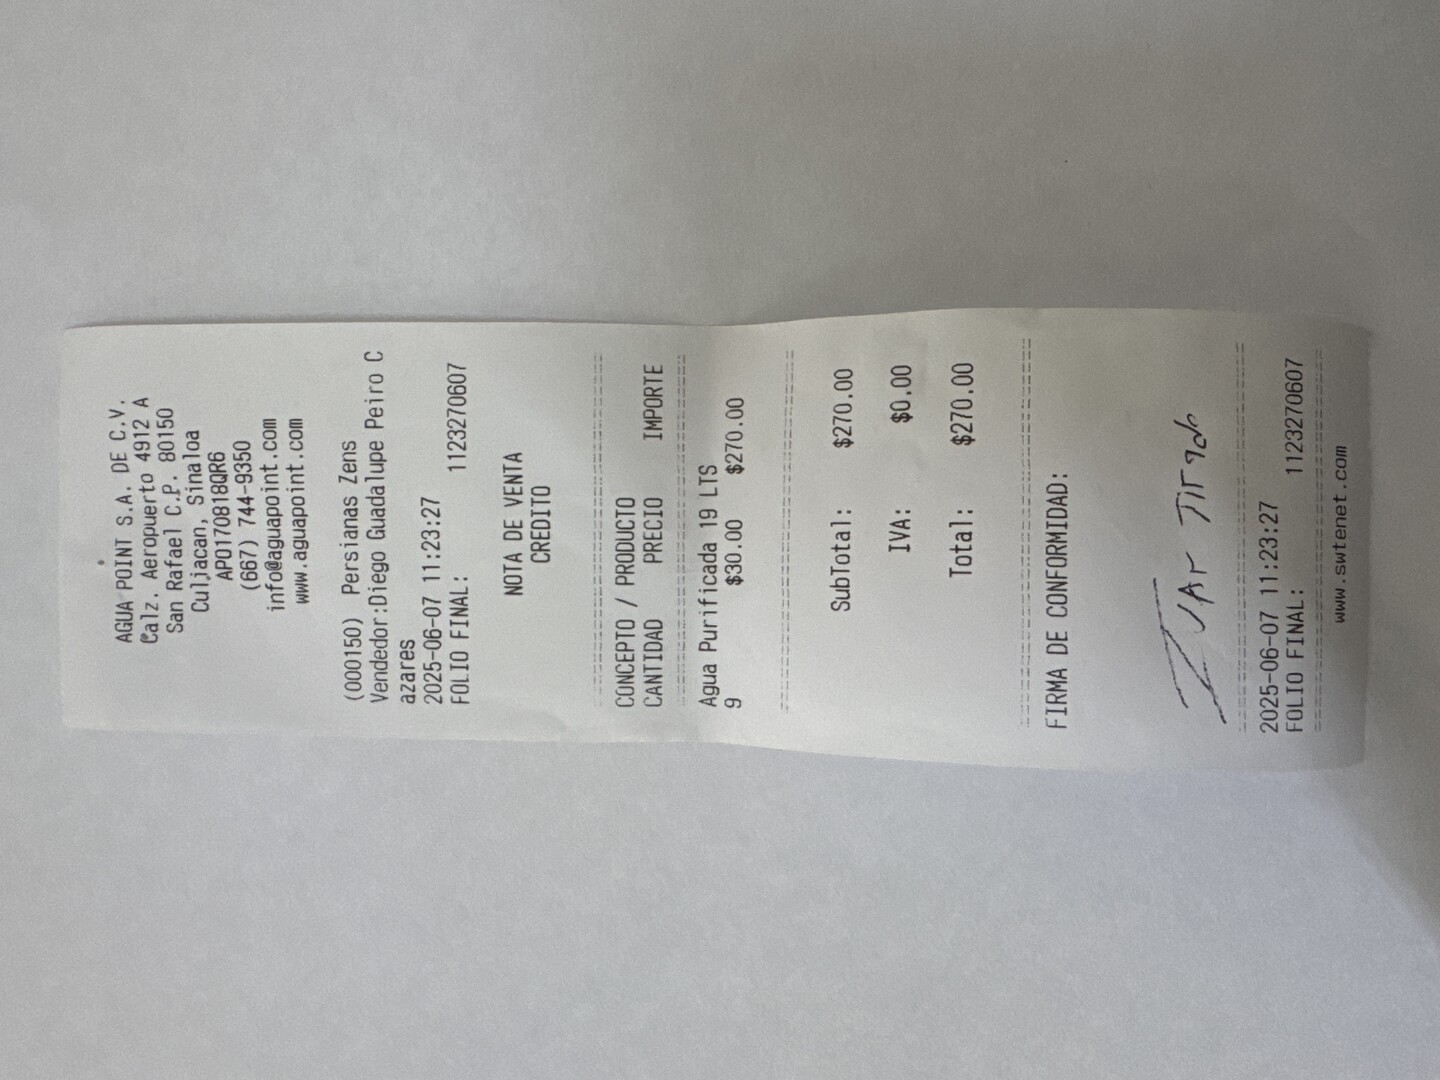 AGUA POINT S.A. DE C.V.
Calz. Aeropuerto 4912 A
San Rafael C.P. 80150
Culjacan, Sinaloa
APO170818QR6
(667) 744-9350
info@aguapoint.com
www.aguapoint.com
(000150) Persianas Zens
Vendedor:Diego Guadalupe Peiro C
azares
2025-06-07 11:23:27
FOLIO FINAL: 1123270607
NOTA DE VENTA
CREDITO
CONCEPTO / PRODUCTO
CANTIDAD PRECIO IMPORTE
Agua Purificada 19 LTS
9 $30.00 $270.00
SubTotal: $270.00
IVA: $0.00
Total: $270.00
FIRMA DE CONFORMIDAD:
IVAr TIrado
2025-06-07 11:23:27
FOLIO FINAL: 1123270607
www.swtenet.com